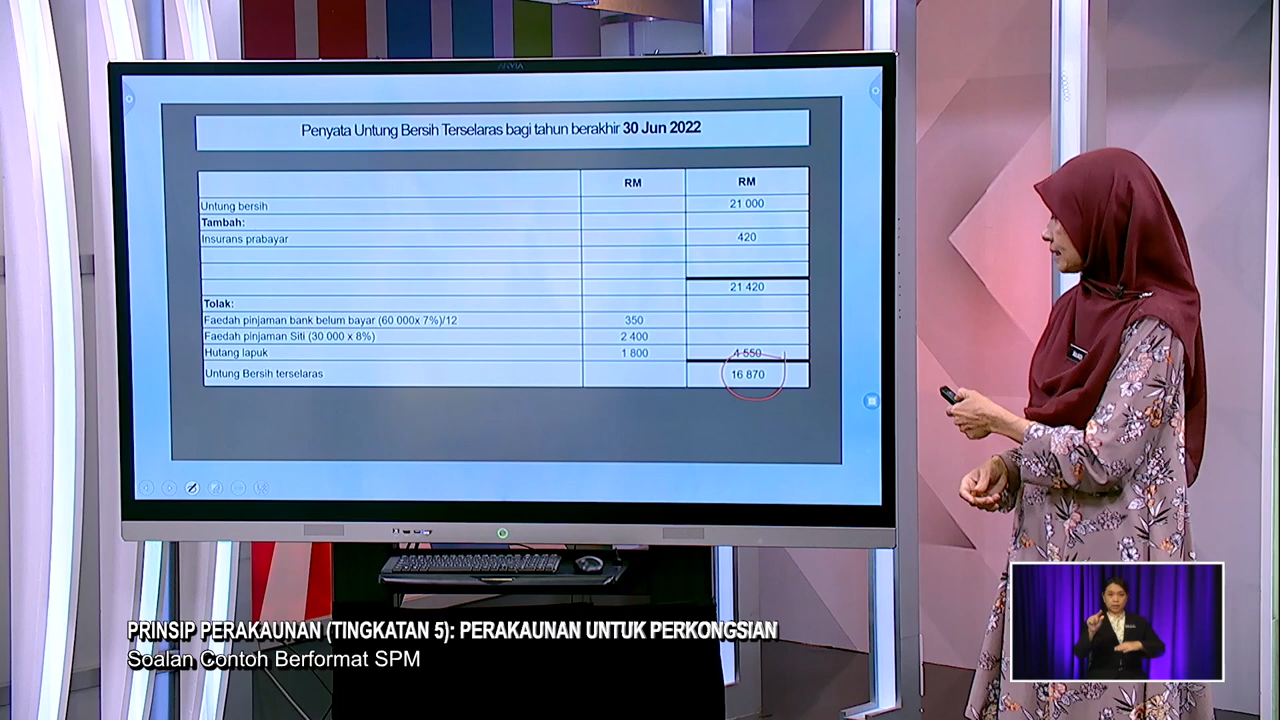 Penyata Untung Bersih Terselaras bagi tahun berakhir 30 Jun 2022
RM RM
Untung bersih 21 000
Tambah:
Insurans prabayar 420
21 420
Tolak:
Faedah pinjaman bank belum bayar (60 000x 7%)/12 350
Faedah pinjaman Siti (30 000 x 8%) 2 400
Hutang lapuk 1 800 4 550
Untung Bersih terselaras 16 870
PRINSIP PERAKAUNAN (TINGKATAN 5): PERAKAUNAN UNTUK PERKONGSIAN
Soalan Contoh Berformat SPM